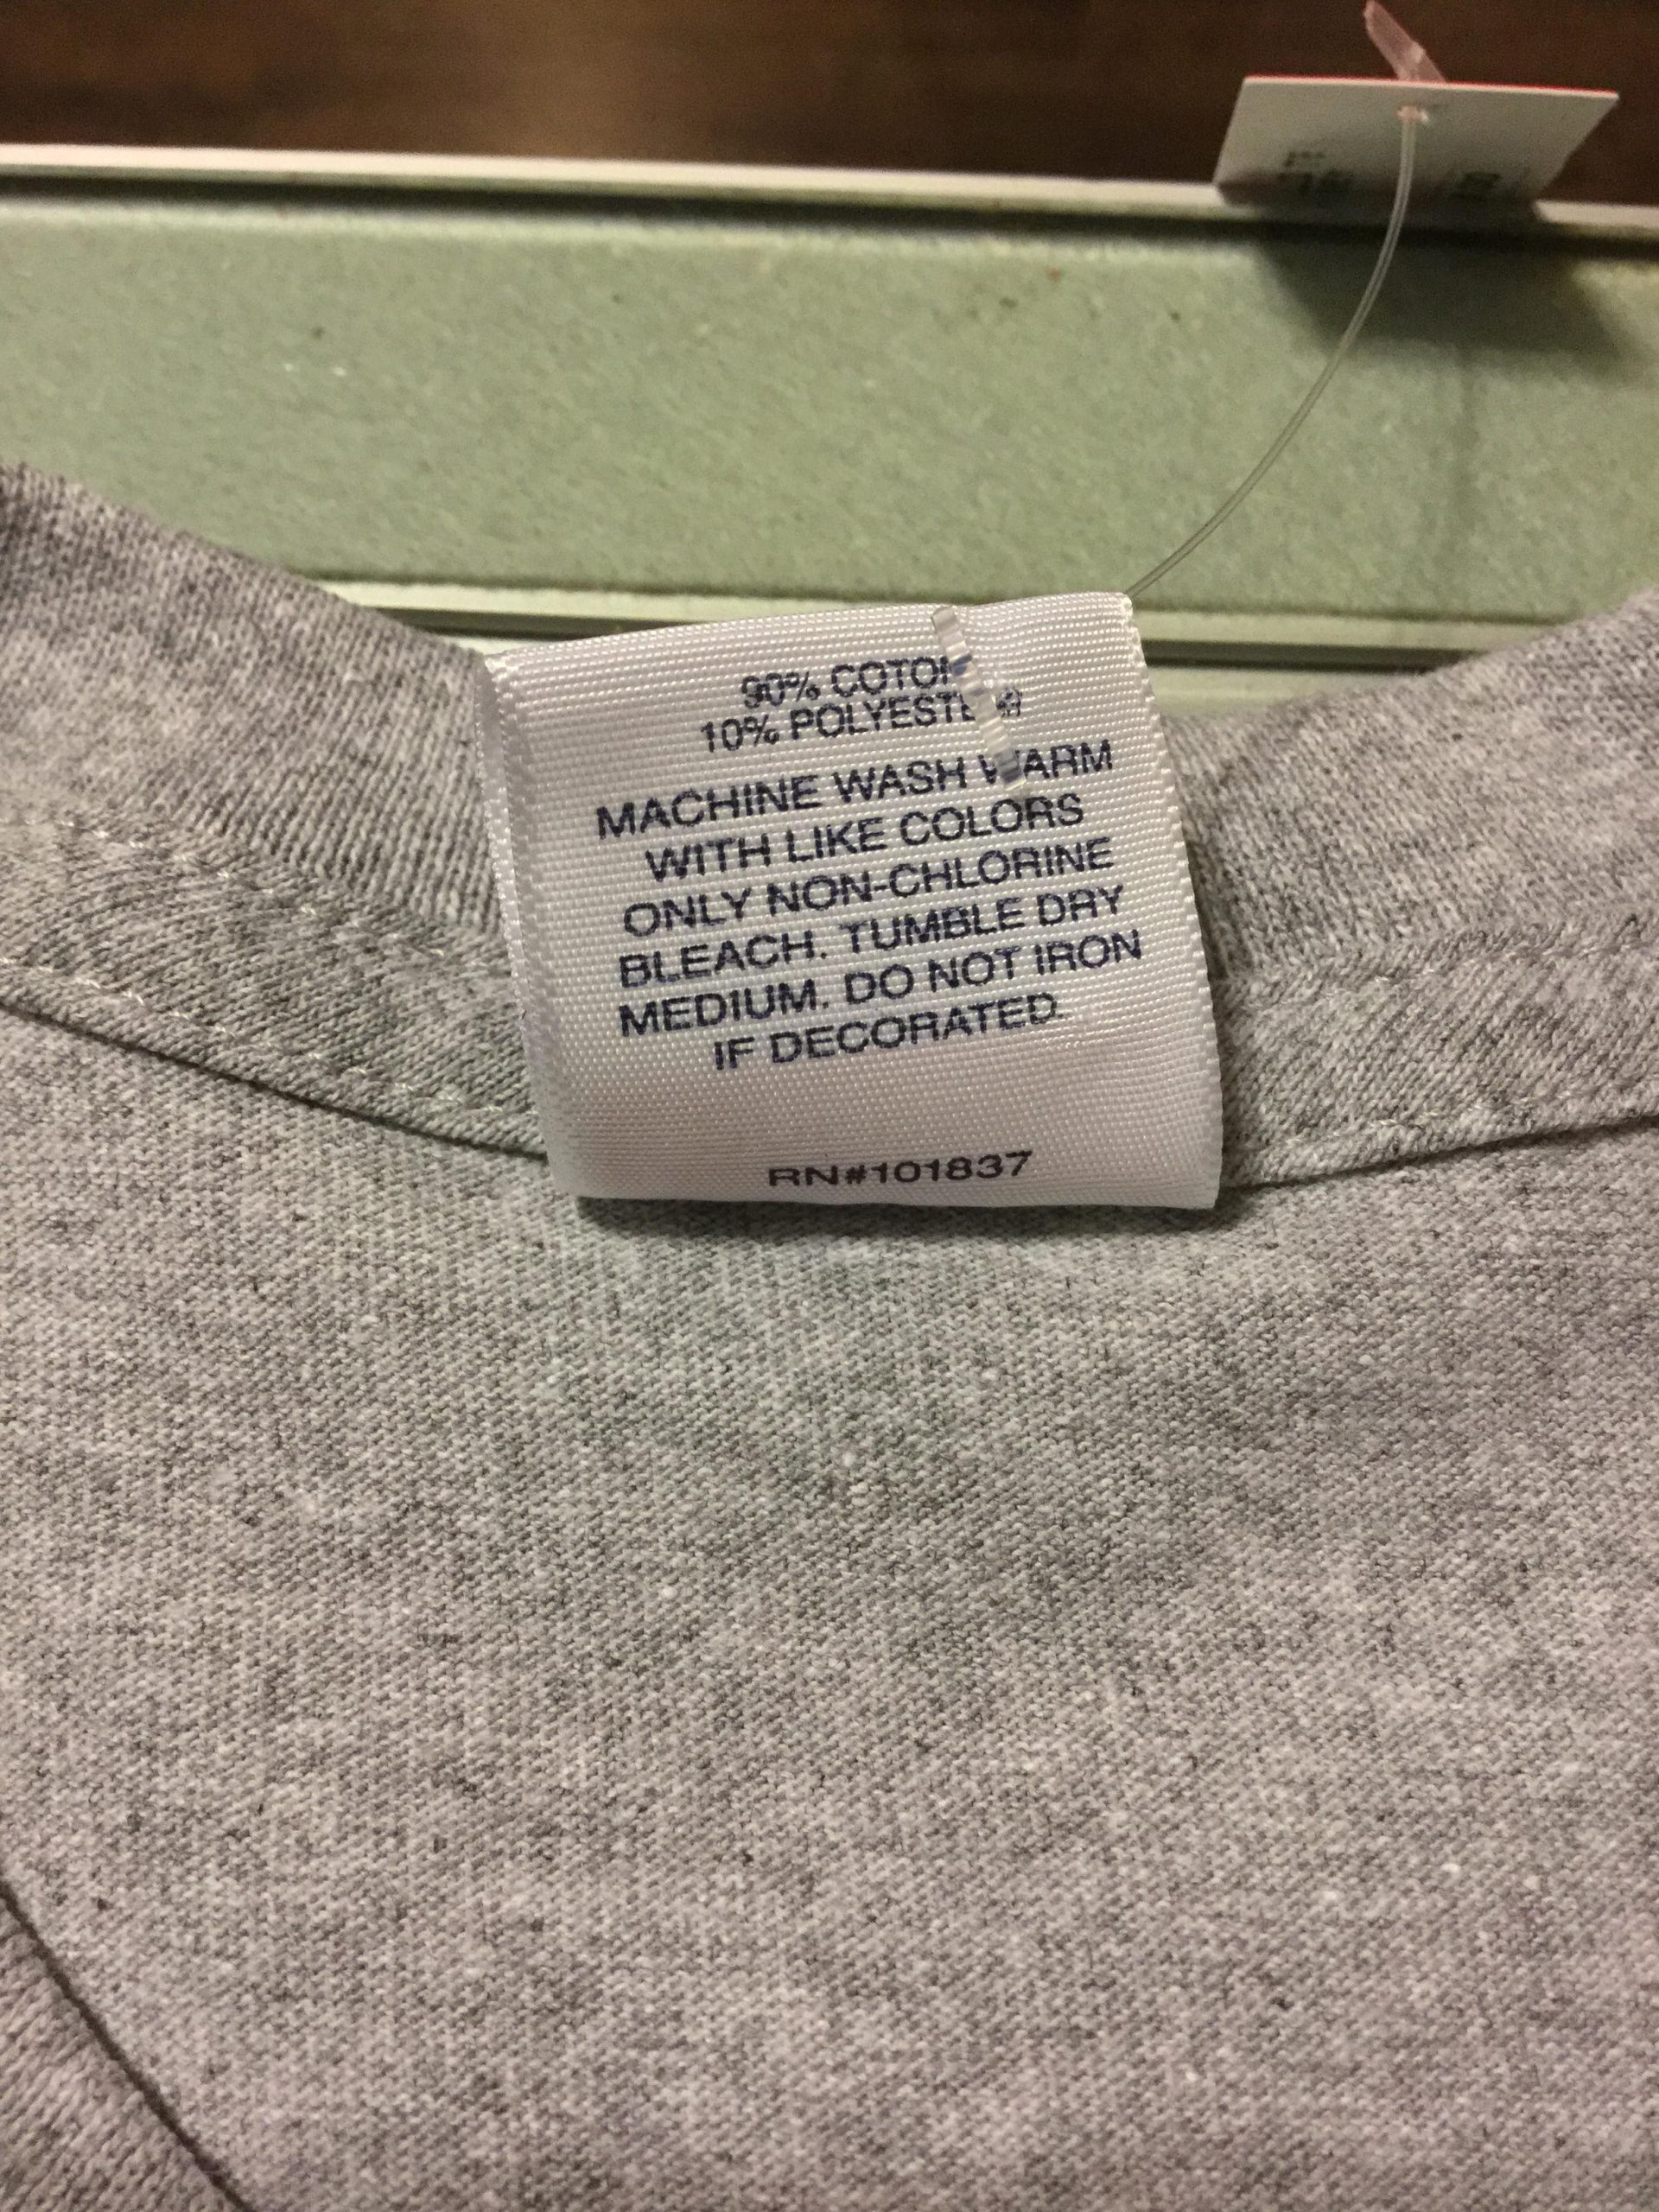 90% COTON
10% POLYESTER
MACHINE WASH WARM
WITH LIKE COLORS
ONLY NON-CHLORINE
BLEACH. TUMBLE DRY
MEDIUM. DO NOT IRON
IF DECORATED.
RN#101837